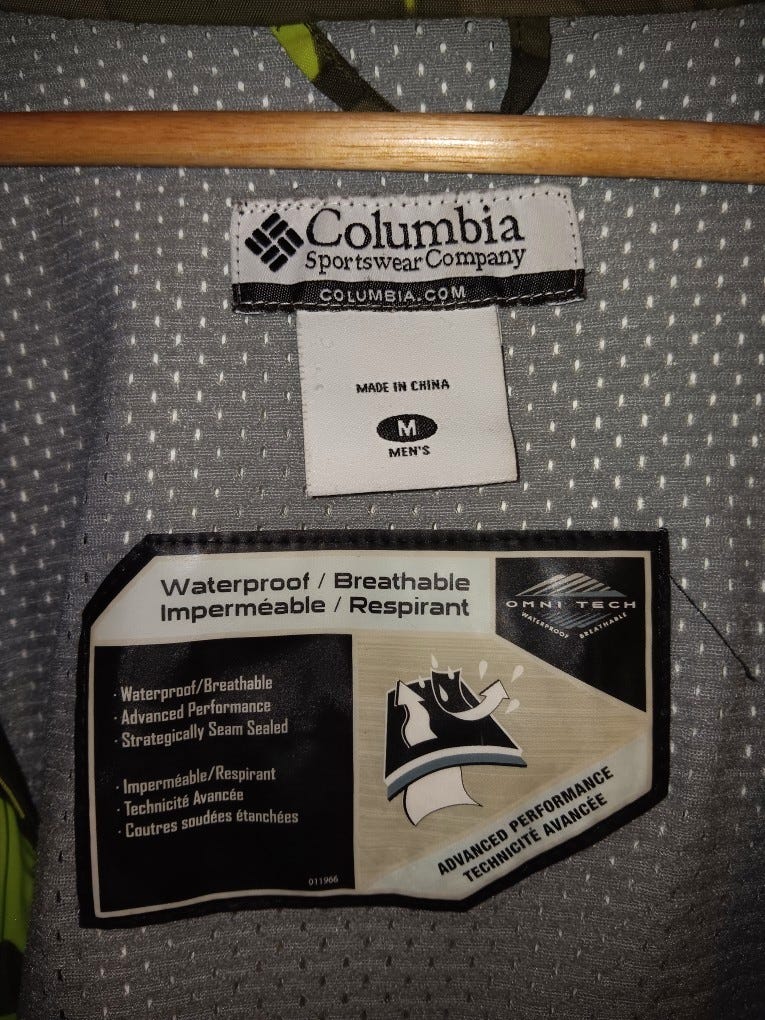 Columbia
Sportswear Company
COLUMBIA.COM
MADE IN CHINA
M
MEN'S
Waterproof / Breathable
Imperméable / Respirant
OMNI TECH
WATERPROOF BREATHABLE
· Waterproof/Breathable
· Advanced Performance
· Strategically Seam Sealed
· Imperméable/Respirant
· Technicité Avancée
· Coutres soudées étanchées
011966
ADVANCED PERFORMANCE
TECHNICITÉ AVANCÉE